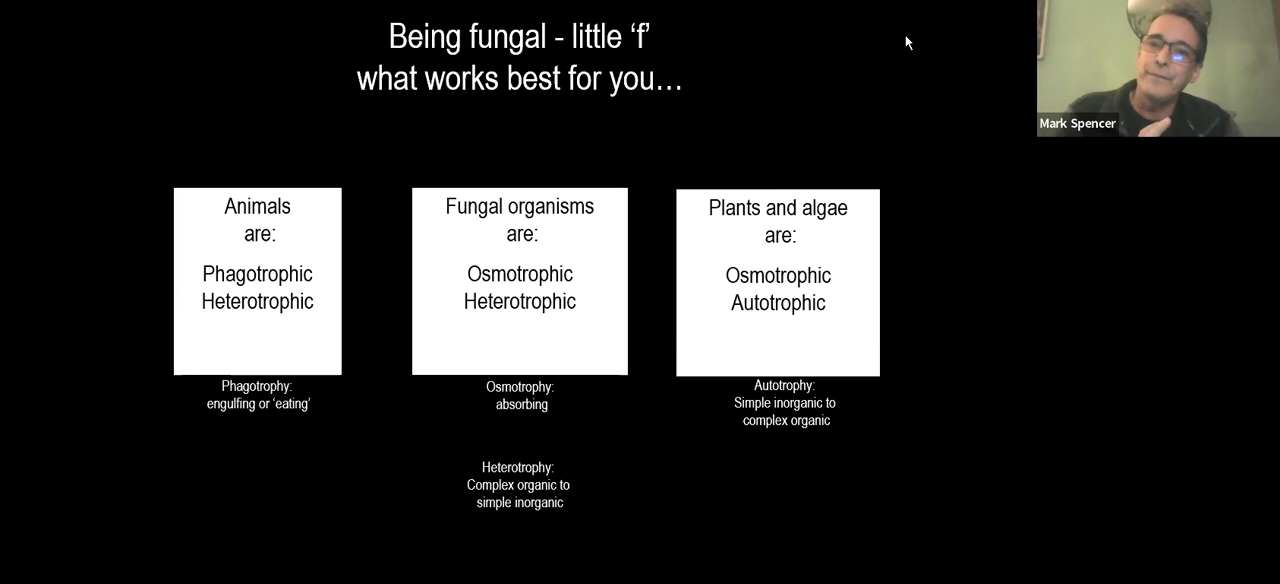 Being fungal - little ‘f’
what works best for you…
Mark Spencer
Animals
are:
Phagotrophic
Heterotrophic
Phagotrophy:
engulfing or ‘eating’
Fungal organisms
are:
Osmotrophic
Heterotrophic
Osmotrophy:
absorbing
Heterotrophy:
Complex organic to
simple inorganic
Plants and algae
are:
Osmotrophic
Autotrophic
Autotrophy:
Simple inorganic to
complex organic